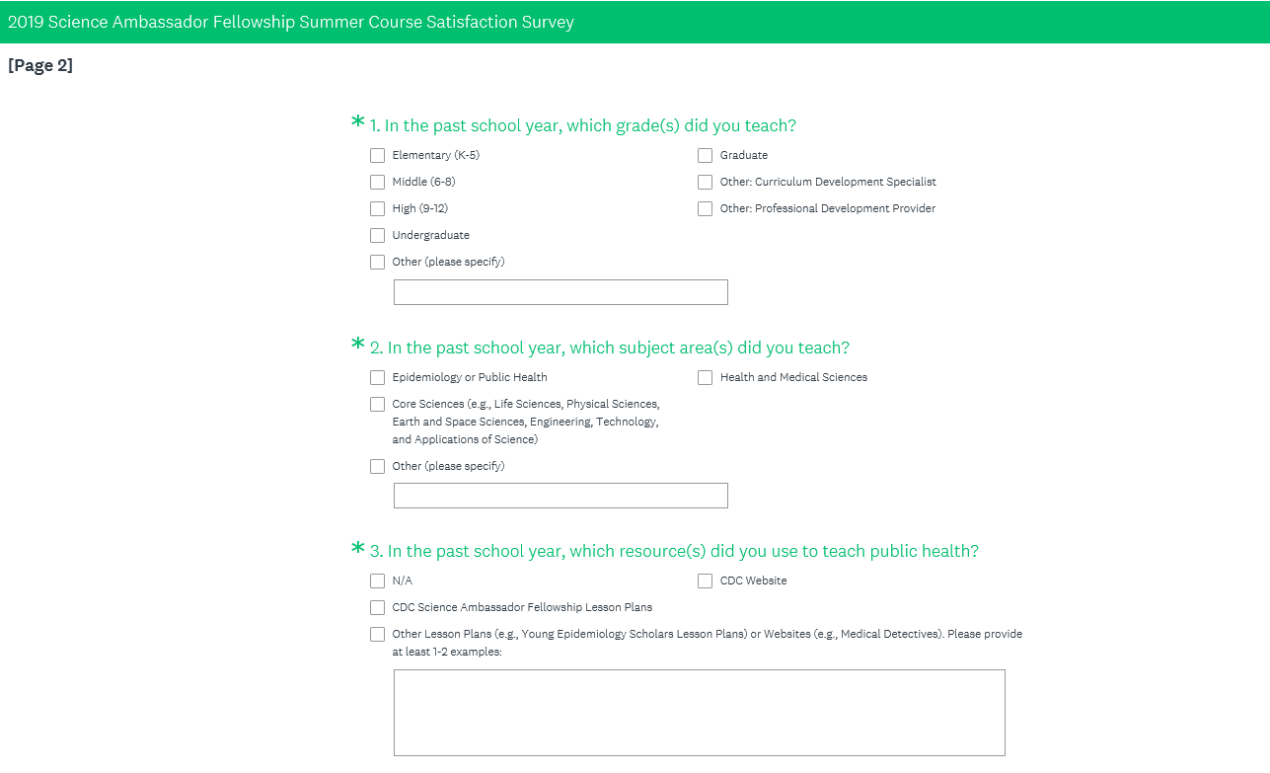 2019 Science Ambassador Fellowship Summer Course Satisfaction Survey
[Page 2]
* 1. In the past school year, which grade(s) did you teach?
Elementary (K-5)
Graduate
Middle (6-8)
Other: Curriculum Development Specialist
High (9-12)
Other: Professional Development Provider
Undergraduate
Other (please specify)
* 2. In the past school year, which subject area(s) did you teach?
Epidemiology or Public Health
Health and Medical Sciences
Core Sciences (e.g., Life Sciences, Physical Sciences,
Earth and Space Sciences, Engineering, Technology,
and Applications of Science)
Other (please specify)
* 3. In the past school year, which resource(s) did you use to teach public health?
N/A
CDC Website
CDC Science Ambassador Fellowship Lesson Plans
Other Lesson Plans (e.g., Young Epidemiology Scholars Lesson Plans) or Websites (e.g., Medical Detectives). Please provide
at least 1-2 examples: